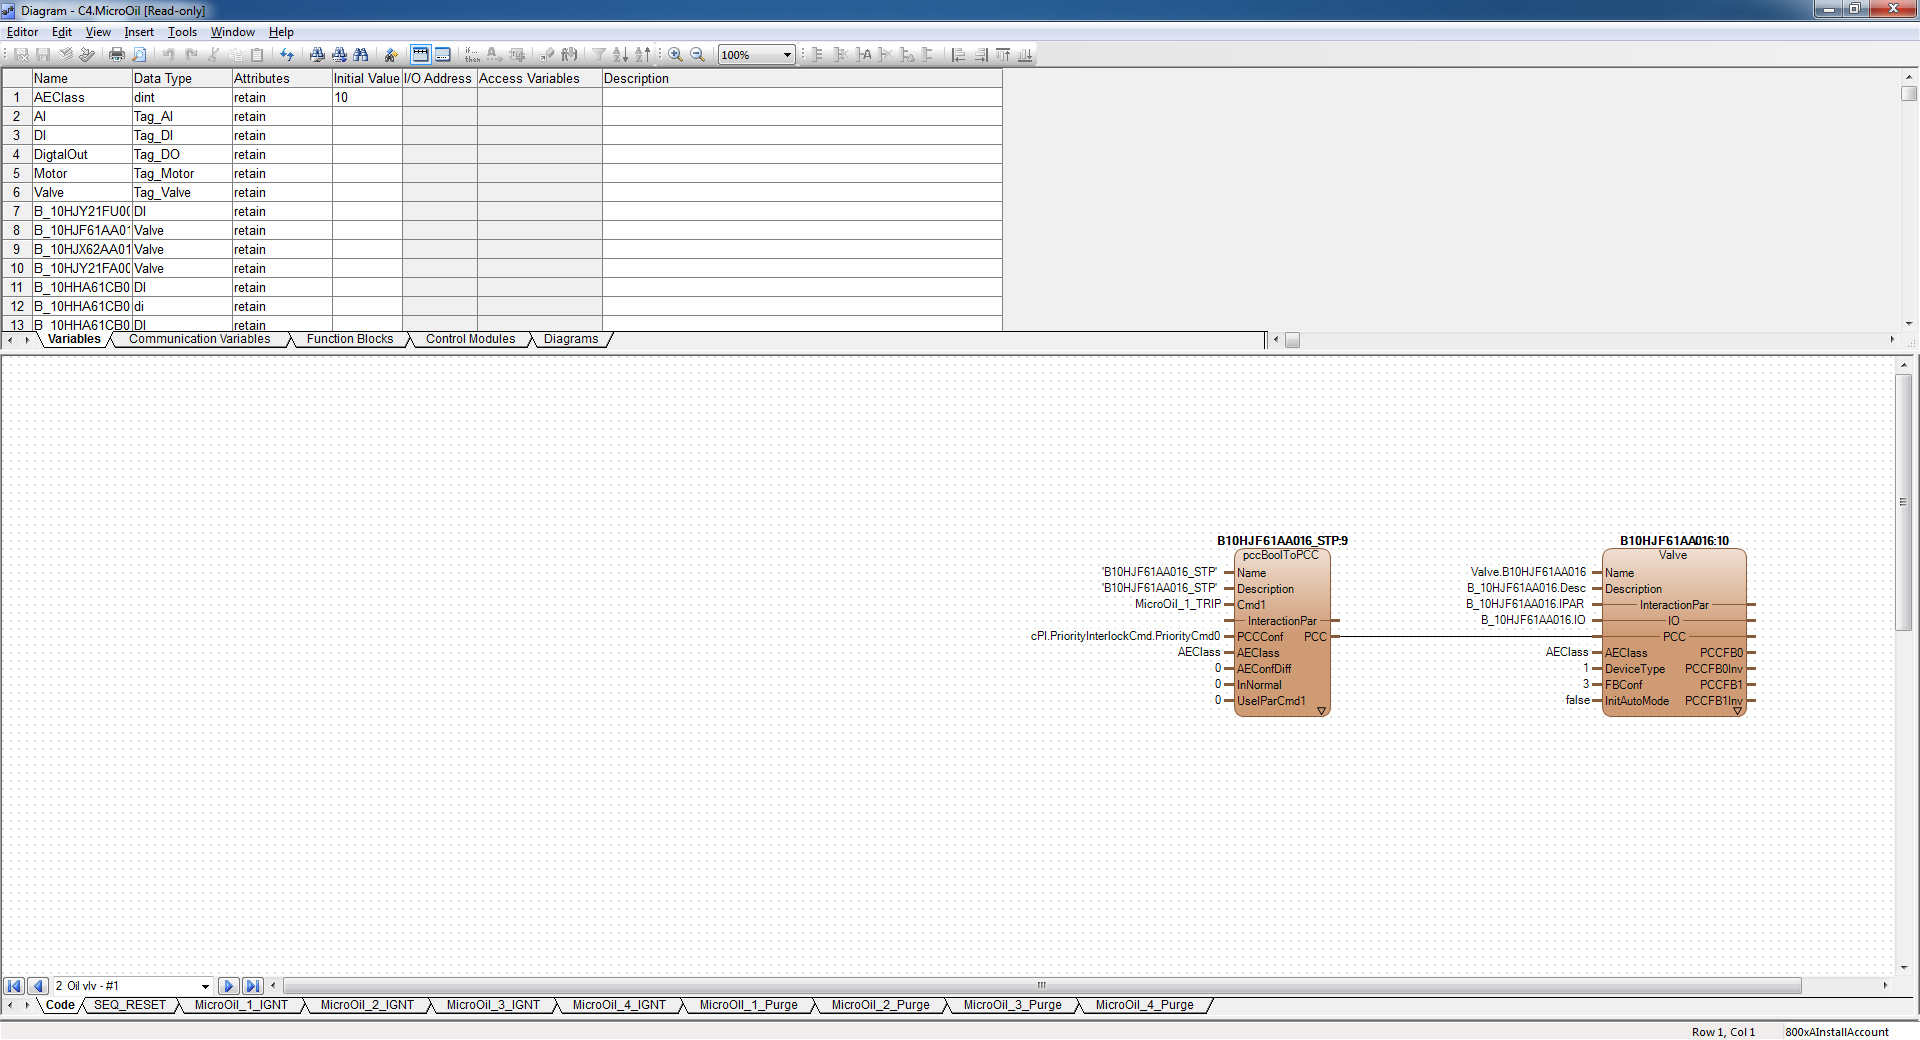 Diagram - C4.MicroOil [Read-only]
Editor Edit View Insert Tools Window Help
if... then 100%
Name Data Type Attributes Initial Value I/O Address Access Variables Description
1 AEClass dint retain 10
2 AI Tag_AI retain
3 DI Tag_DI retain
4 DigtalOut Tag_DO retain
5 Motor Tag_Motor retain
6 Valve Tag_Valve retain
7 B_10HJY21FU00 DI retain
8 B_10HJF61AA01 Valve retain
9 B_10HJX62AA01 Valve retain
10 B_10HJY21FA00 Valve retain
11 B_10HHA61CB0 DI retain
12 B_10HHA61CB0 di retain
13 B_10HHA61CB0 DI retain
Variables Communication Variables Function Blocks Control Modules Diagrams
B10HJF61AA016_STP:9
pccBoolToPCC
'B10HJF61AA016_STP' Name
'B10HJF61AA016_STP' Description
MicroOil_1_TRIP Cmd1
InteractionPar
cPI.PriorityInterlockCmd.PriorityCmd0 PCCConf PCC
AEClass AEClass
0 AEConfDiff
0 InNormal
0 UseIParCmd1
B10HJF61AA016:10
Valve
Valve.B10HJF61AA016 Name
B_10HJF61AA016.Desc Description
B_10HJF61AA016.IPAR InteractionPar
B_10HJF61AA016.IO IO
PCC
AEClass AEClass PCCFB0
1 DeviceType PCCFB0Inv
3 FBConf PCCFB1
false InitAutoMode PCCFB1Inv
2 Oil vlv - #1
Code SEQ_RESET MicroOil_1_IGNT MicroOil_2_IGNT MicroOil_3_IGNT MicroOil_4_IGNT MicroOIl_1_Purge MicroOil_2_Purge MicroOil_3_Purge MicroOil_4_Purge
Row 1, Col 1 800xAInstallAccount